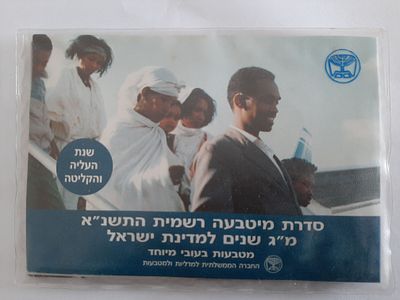 שנת
העליה
והקליטה
סדרת מיטבעה רשמית התשנ"א
מ"ג שנים למדינת ישראל
מטבעות בעובי מיוחד
החברה הממשלתית למדליות ולמטבעות